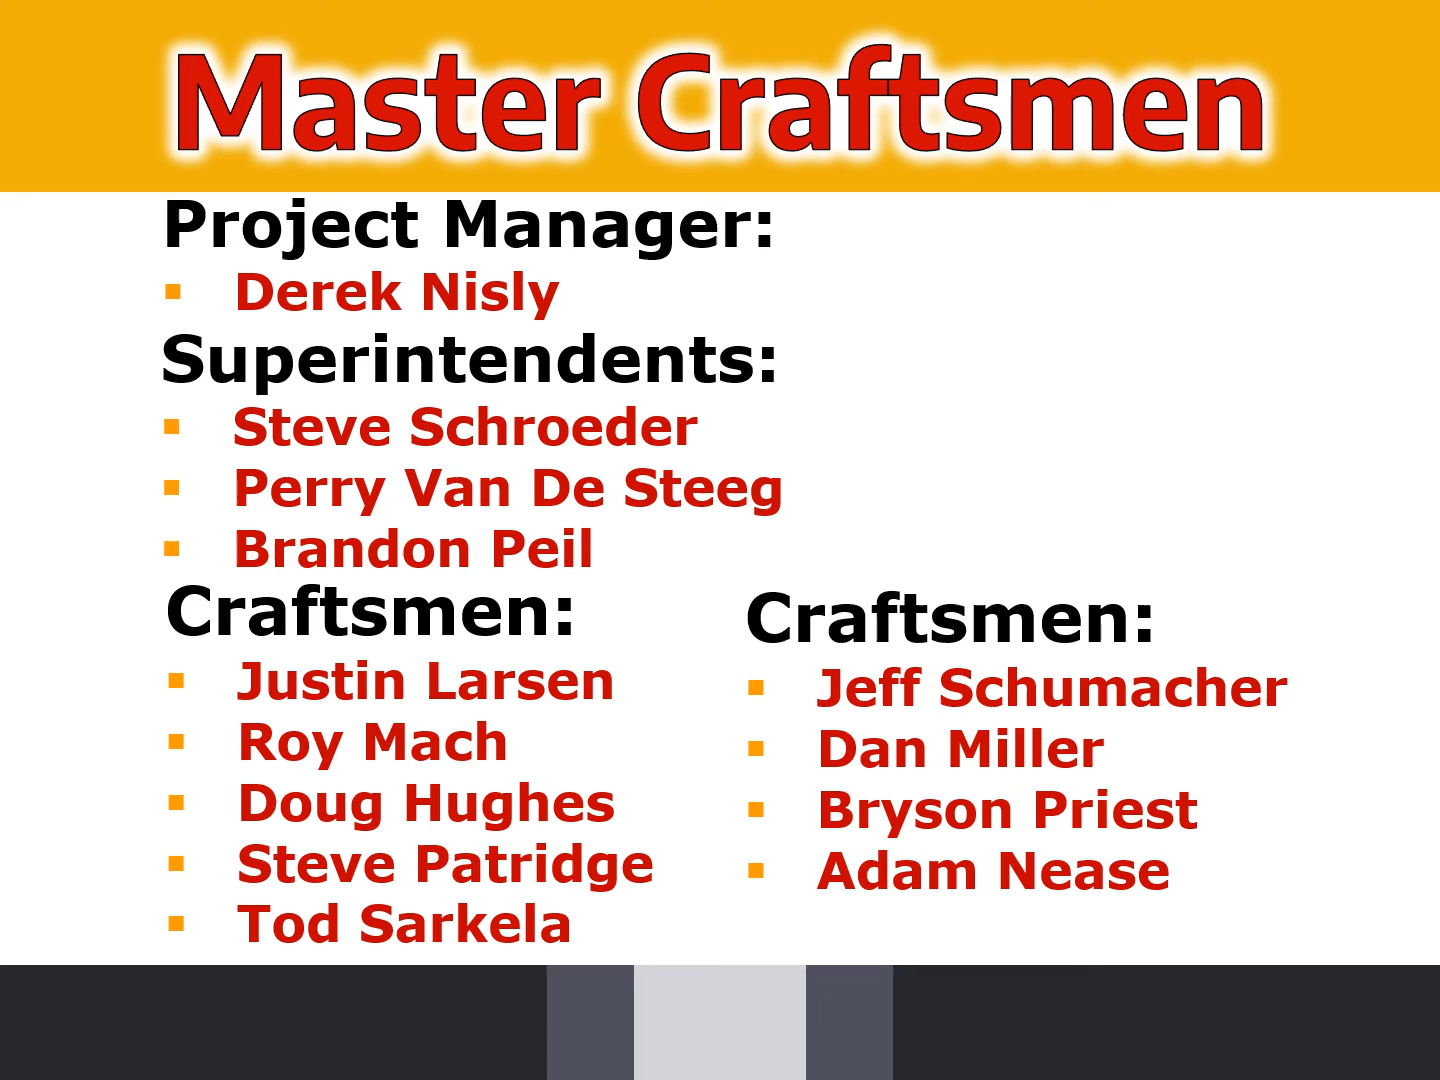 Master Craftsmen
Project Manager:
▪ Derek Nisly
Superintendents:
▪ Steve Schroeder
▪ Perry Van De Steeg
▪ Brandon Peil
Craftsmen:
▪ Justin Larsen
▪ Roy Mach
▪ Doug Hughes
▪ Steve Patridge
▪ Tod Sarkela
Craftsmen:
▪ Jeff Schumacher
▪ Dan Miller
▪ Bryson Priest
▪ Adam Nease